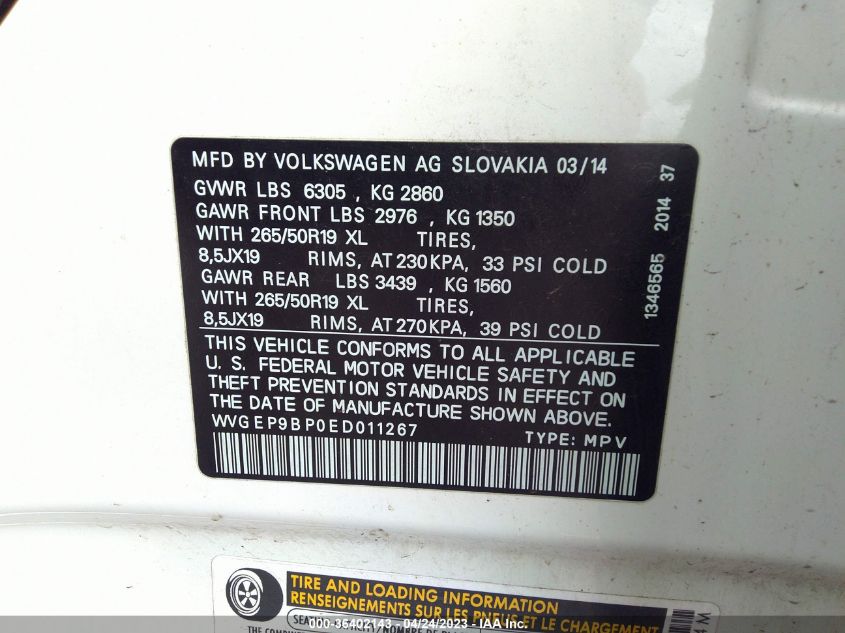 MFD BY VOLKSWAGEN AG SLOVAKIA 03/14
GVWR LBS 6305 , KG 2860
GAWR FRONT LBS 2976 , KG 1350
WITH 265/50R19 XL TIRES,
8,5JX19 RIMS, AT 230KPA, 33 PSI COLD
GAWR REAR LBS 3439 , KG 1560
WITH 265/50R19 XL TIRES,
8,5JX19 RIMS, AT 270KPA, 39 PSI COLD
THIS VEHICLE CONFORMS TO ALL APPLICABLE
U. S. FEDERAL MOTOR VEHICLE SAFETY AND
THEFT PREVENTION STANDARDS IN EFFECT ON
THE DATE OF MANUFACTURE SHOWN ABOVE.
WVGEP9BP0ED011267 TYPE: MPV
1346565 2014 37
TIRE AND LOADING INFORMATION
RENSEIGNEMENTS SUR LES PNEUS ET LE CHARGEMENT
000-36402143 - 04/24/2023 - IAA Inc.